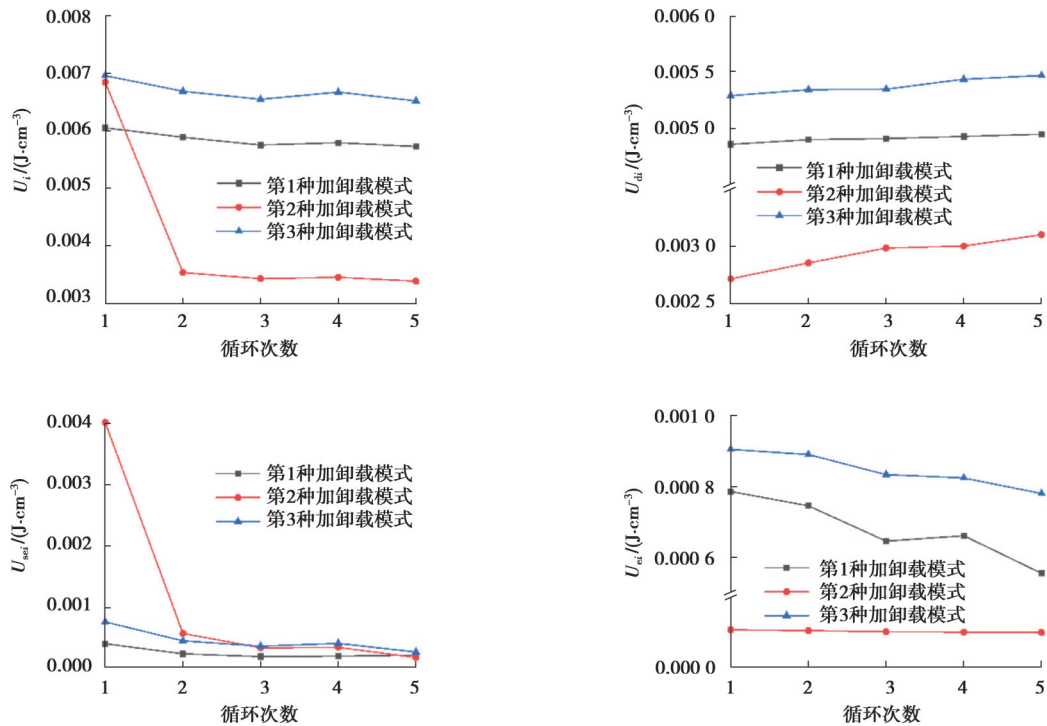 0.008
0.007
0.006
0.005
0.004
0.003
U_i/(J·cm⁻³)
第1种加卸载模式
第2种加卸载模式
第3种加卸载模式
1 2 3 4 5
循环次数
0.006 0
0.005 5
0.005 0
0.003 0
0.002 5
U_di/(J·cm⁻³)
第1种加卸载模式
第2种加卸载模式
第3种加卸载模式
1 2 3 4 5
循环次数
0.004
0.003
0.002
0.001
0.000
U_sei/(J·cm⁻³)
第1种加卸载模式
第2种加卸载模式
第3种加卸载模式
1 2 3 4 5
循环次数
0.001 0
0.000 8
0.000 6
0.000 0
U_ei/(J·cm⁻³)
第1种加卸载模式
第2种加卸载模式
第3种加卸载模式
1 2 3 4 5
循环次数